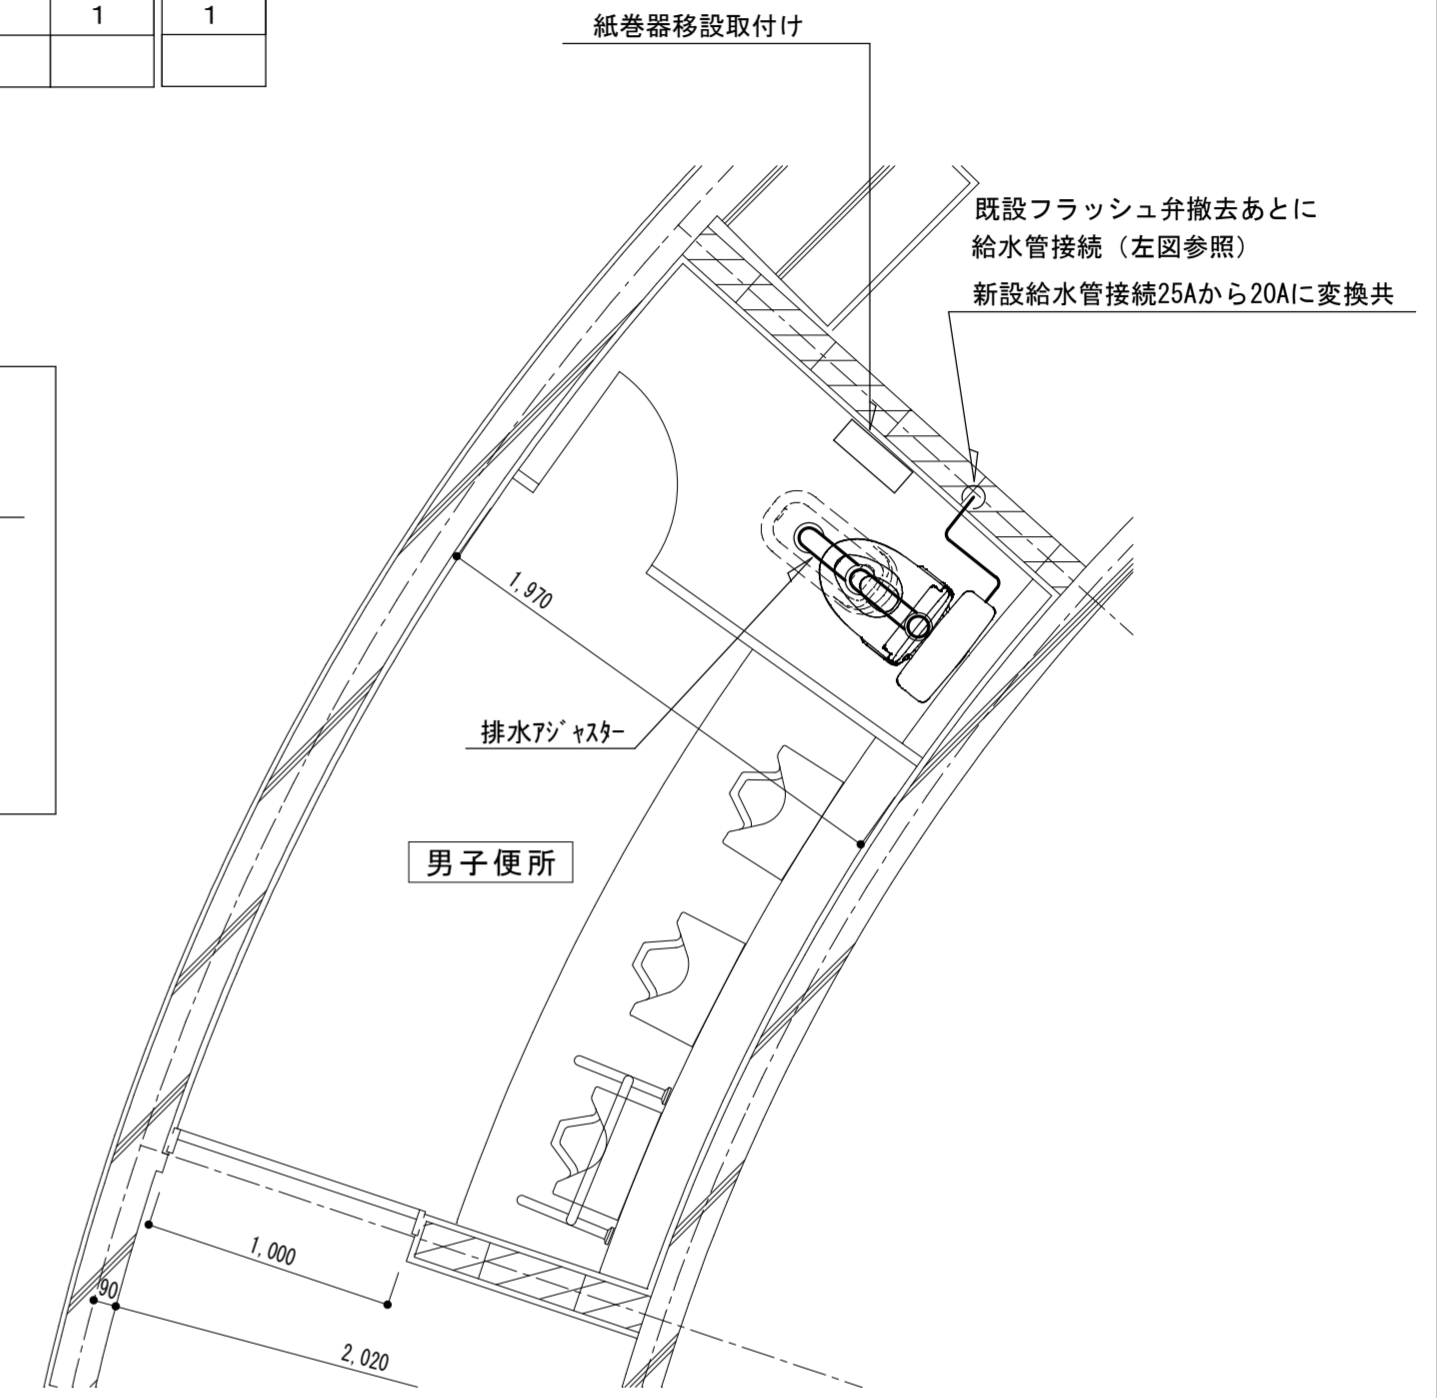 1
1
紙巻器移設取付け
既設フラッシュ弁撤去あとに
給水管接続（左図参照）
新設給水管接続25Aから20Aに変換共
1,970
排水ｱｼﾞｬｽﾀｰ
男子便所
1,000
90
2,020